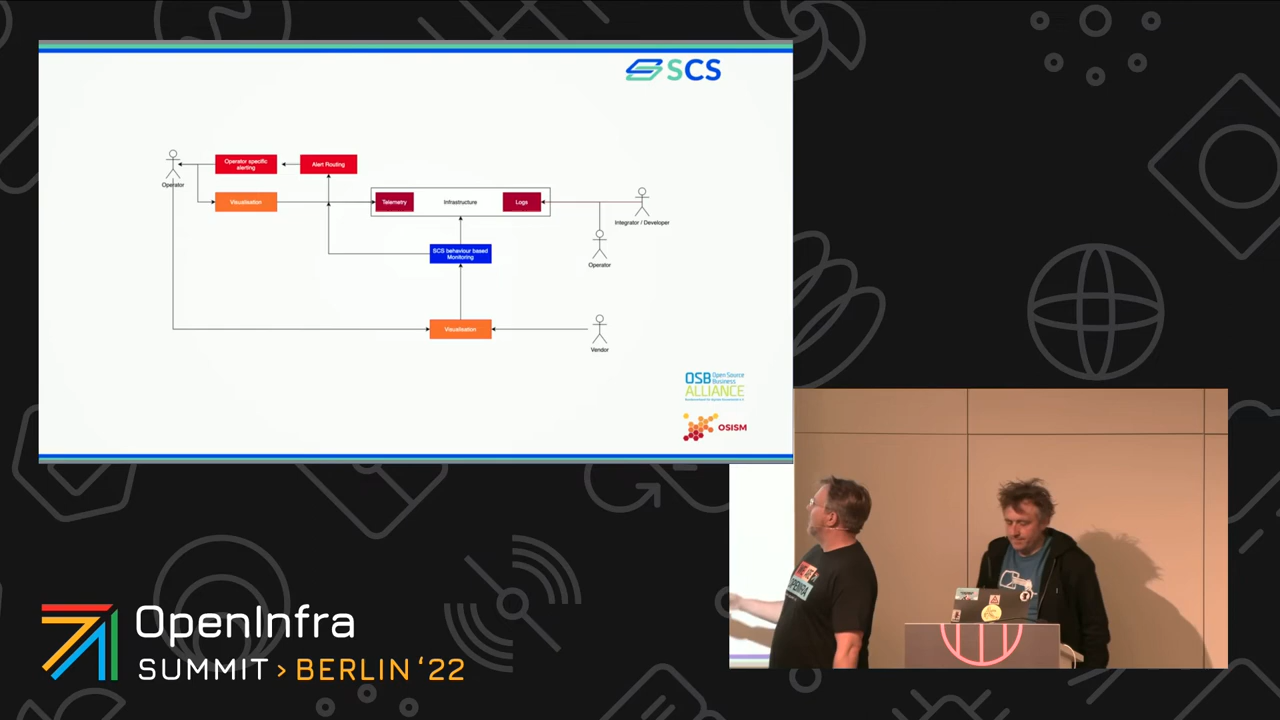 SCS
Operator specific
alerting
Alert Routing
Operator
Visualisation
Telemetry
Infrastructure
Logs
Integrator / Developer
SCS behaviour based
Monitoring
Operator
Visualisation
Vendor
OSB Open Source
Business
ALLIANCE
OSISM
OpenInfra
SUMMIT > BERLIN ‘22